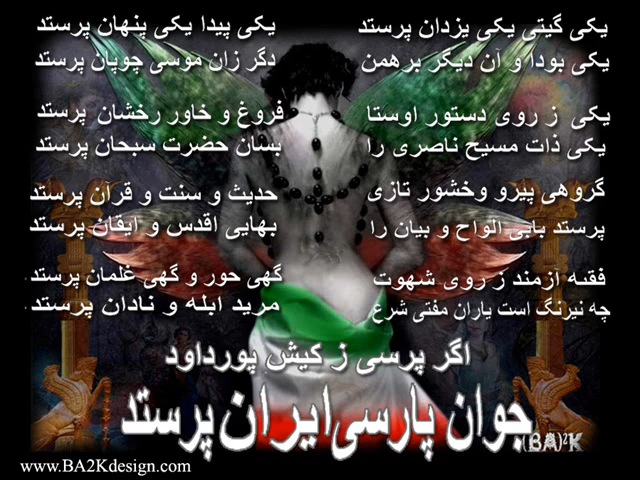 یکی گیتی یکی یزدان پرستد یکی پیدا یکی پنهان پرستد
یکی بودا و آن دیگر برهمن دگر زان موسی چوپان پرستد
یکی ز روی دستور اوستا فروغ و خاور رخشان پرستد
یکی ذات مسیح ناصری را بسان حضرت سبحان پرستد
گروهی پیرو وخشور تازی حدیث و سنت و قرآن پرستد
پرستد بابی الواح و بیان را بهایی اقدس و ایقان پرستد
فقیه ازمند ز روی شهوت گهی حور و گهی غلمان پرستد
چه نیرنگ است یاران مفتی شرع مرید ابله و نادان پرستد
اگر پرسی ز کیش پورداود
جوان پارسی ایران پرستد
(BA)²K
www.BA2Kdesign.com